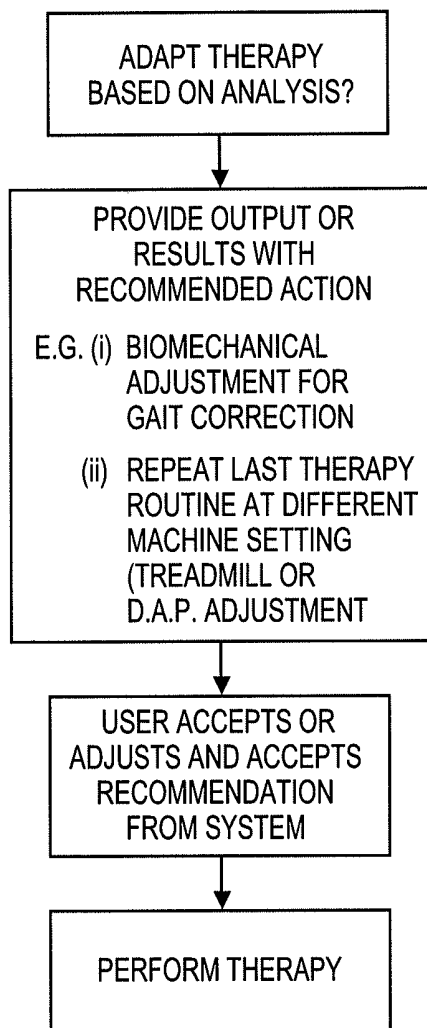 ADAPT THERAPY
BASED ON ANALYSIS?
PROVIDE OUTPUT OR
RESULTS WITH
RECOMMENDED ACTION
E.G. (i) BIOMECHANICAL
ADJUSTMENT FOR
GAIT CORRECTION
(ii) REPEAT LAST THERAPY
ROUTINE AT DIFFERENT
MACHINE SETTING
(TREADMILL OR
D.A.P. ADJUSTMENT
USER ACCEPTS OR
ADJUSTS AND ACCEPTS
RECOMMENDATION
FROM SYSTEM
PERFORM THERAPY